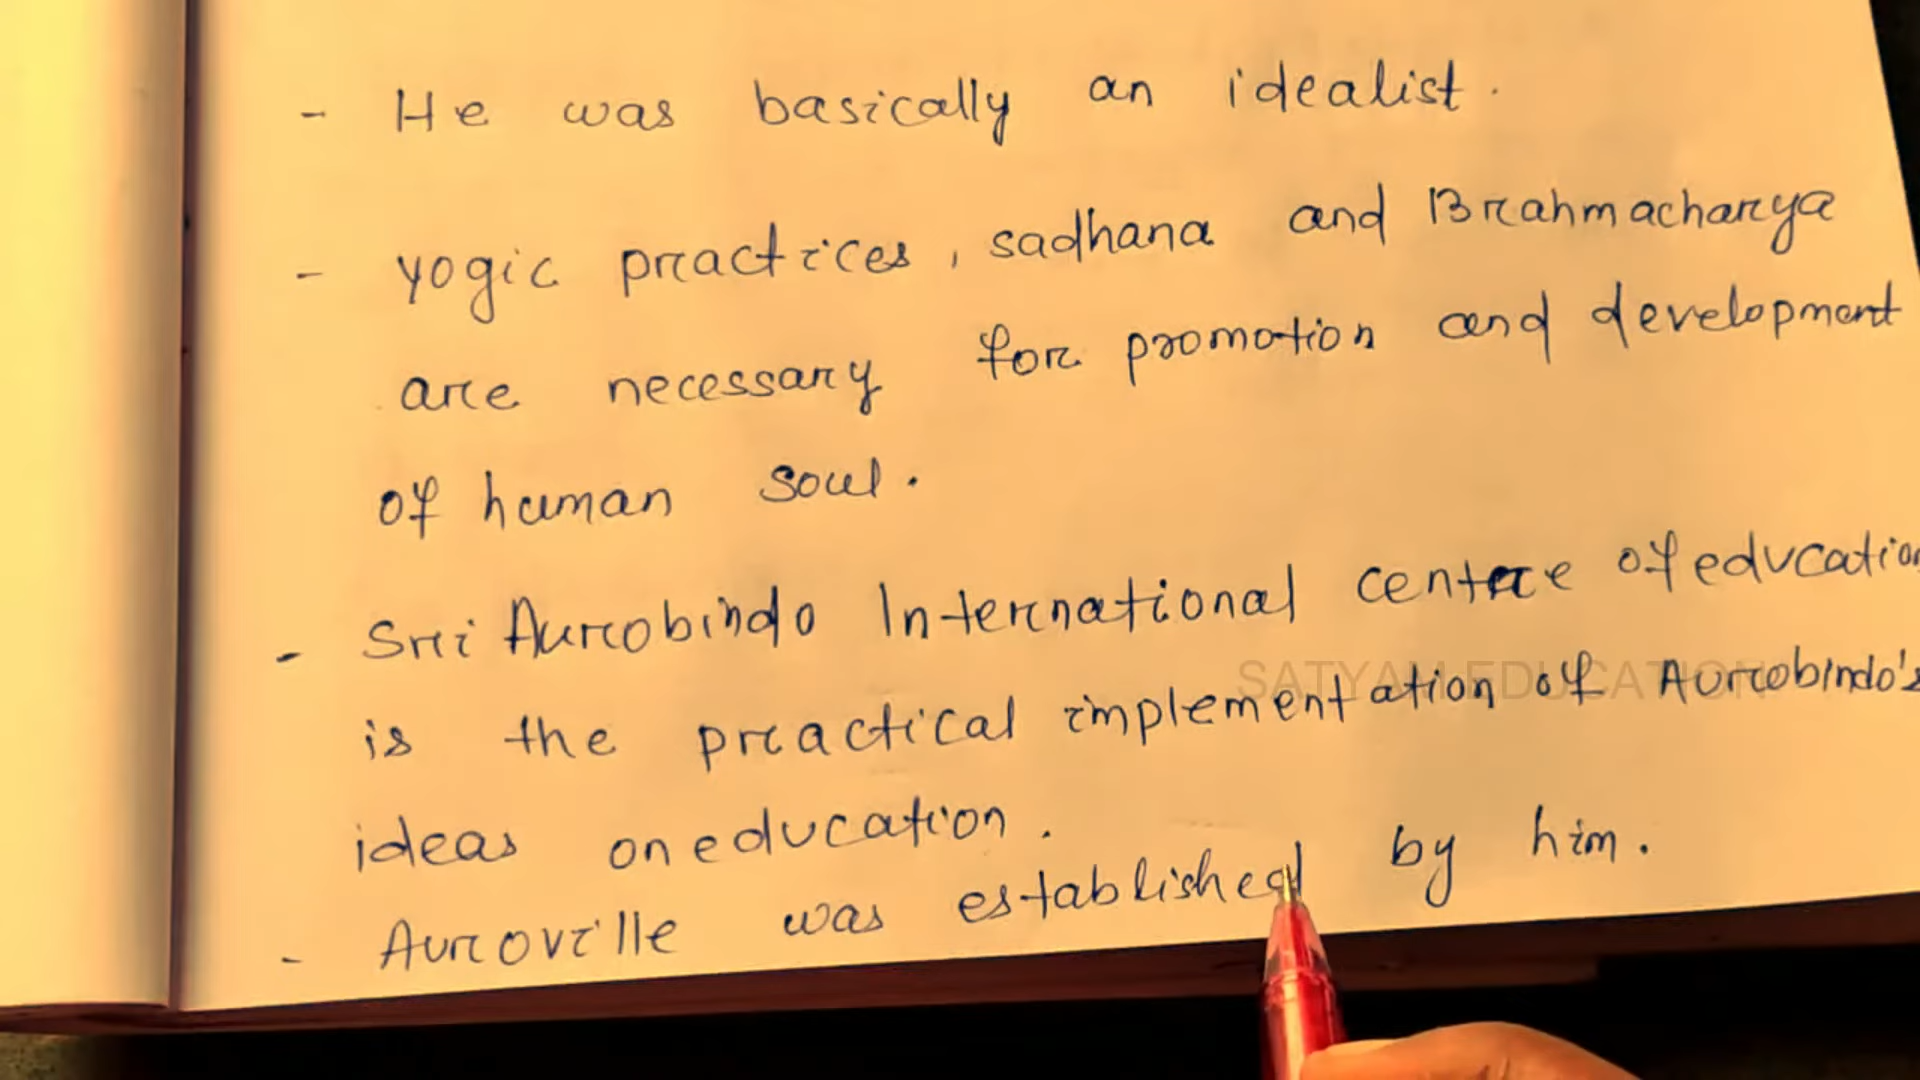 - He was basically an idealist.
- yogic practices, sadhana and Brahmacharya
are necessary for promotion and development
of human soul.
- Sri Aurobindo International centre of education
is the practical implementation of Aurobindo's
SATYAM EDUCATION
ideas on education.
- Auroville was established by him.